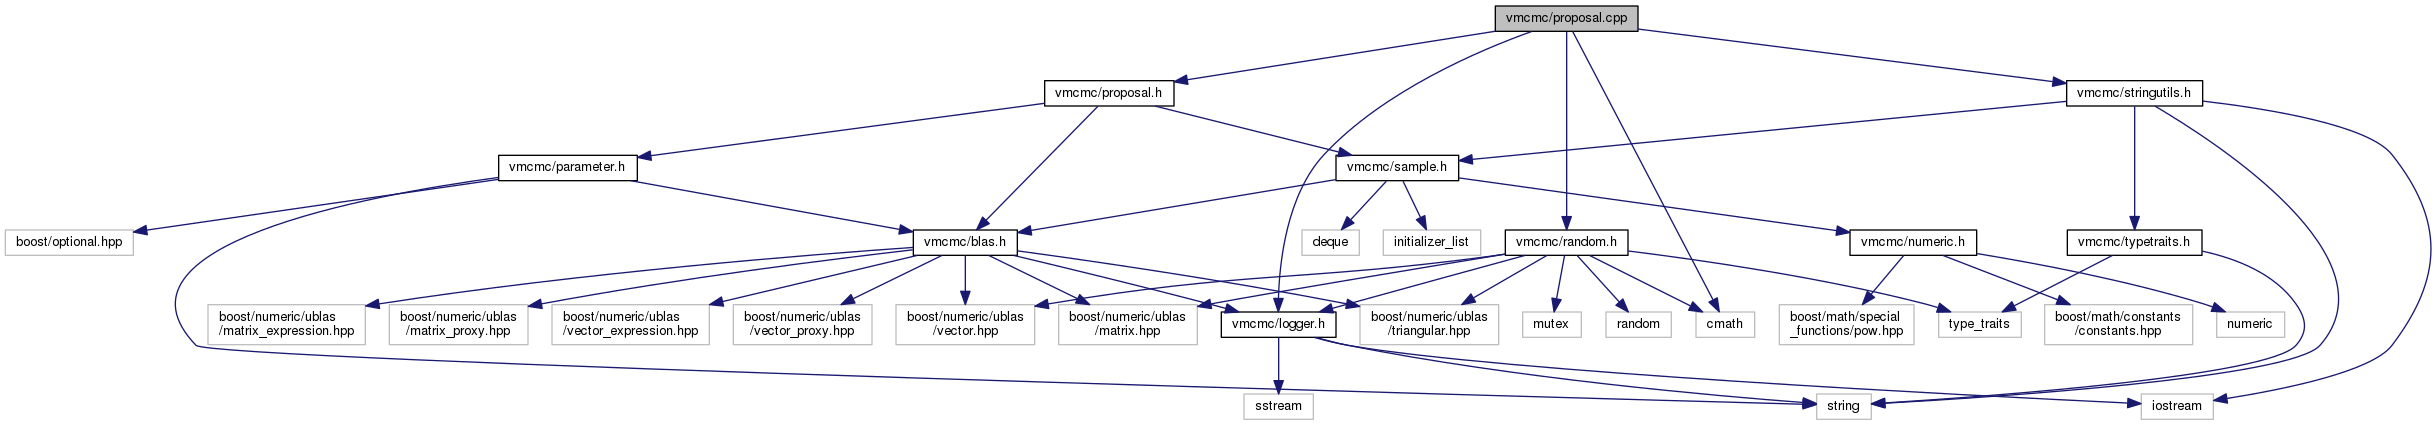 vmcmc/proposal.cpp
vmcmc/proposal.h
vmcmc/stringutils.h
vmcmc/parameter.h
vmcmc/sample.h
boost/optional.hpp
vmcmc/blas.h
deque
initializer_list
vmcmc/random.h
vmcmc/numeric.h
vmcmc/typetraits.h
boost/numeric/ublas
/matrix_expression.hpp
boost/numeric/ublas
/matrix_proxy.hpp
boost/numeric/ublas
/vector_expression.hpp
boost/numeric/ublas
/vector_proxy.hpp
boost/numeric/ublas
/vector.hpp
boost/numeric/ublas
/matrix.hpp
vmcmc/logger.h
boost/numeric/ublas
/triangular.hpp
mutex
random
cmath
boost/math/special
_functions/pow.hpp
type_traits
boost/math/constants
/constants.hpp
numeric
sstream
string
iostream